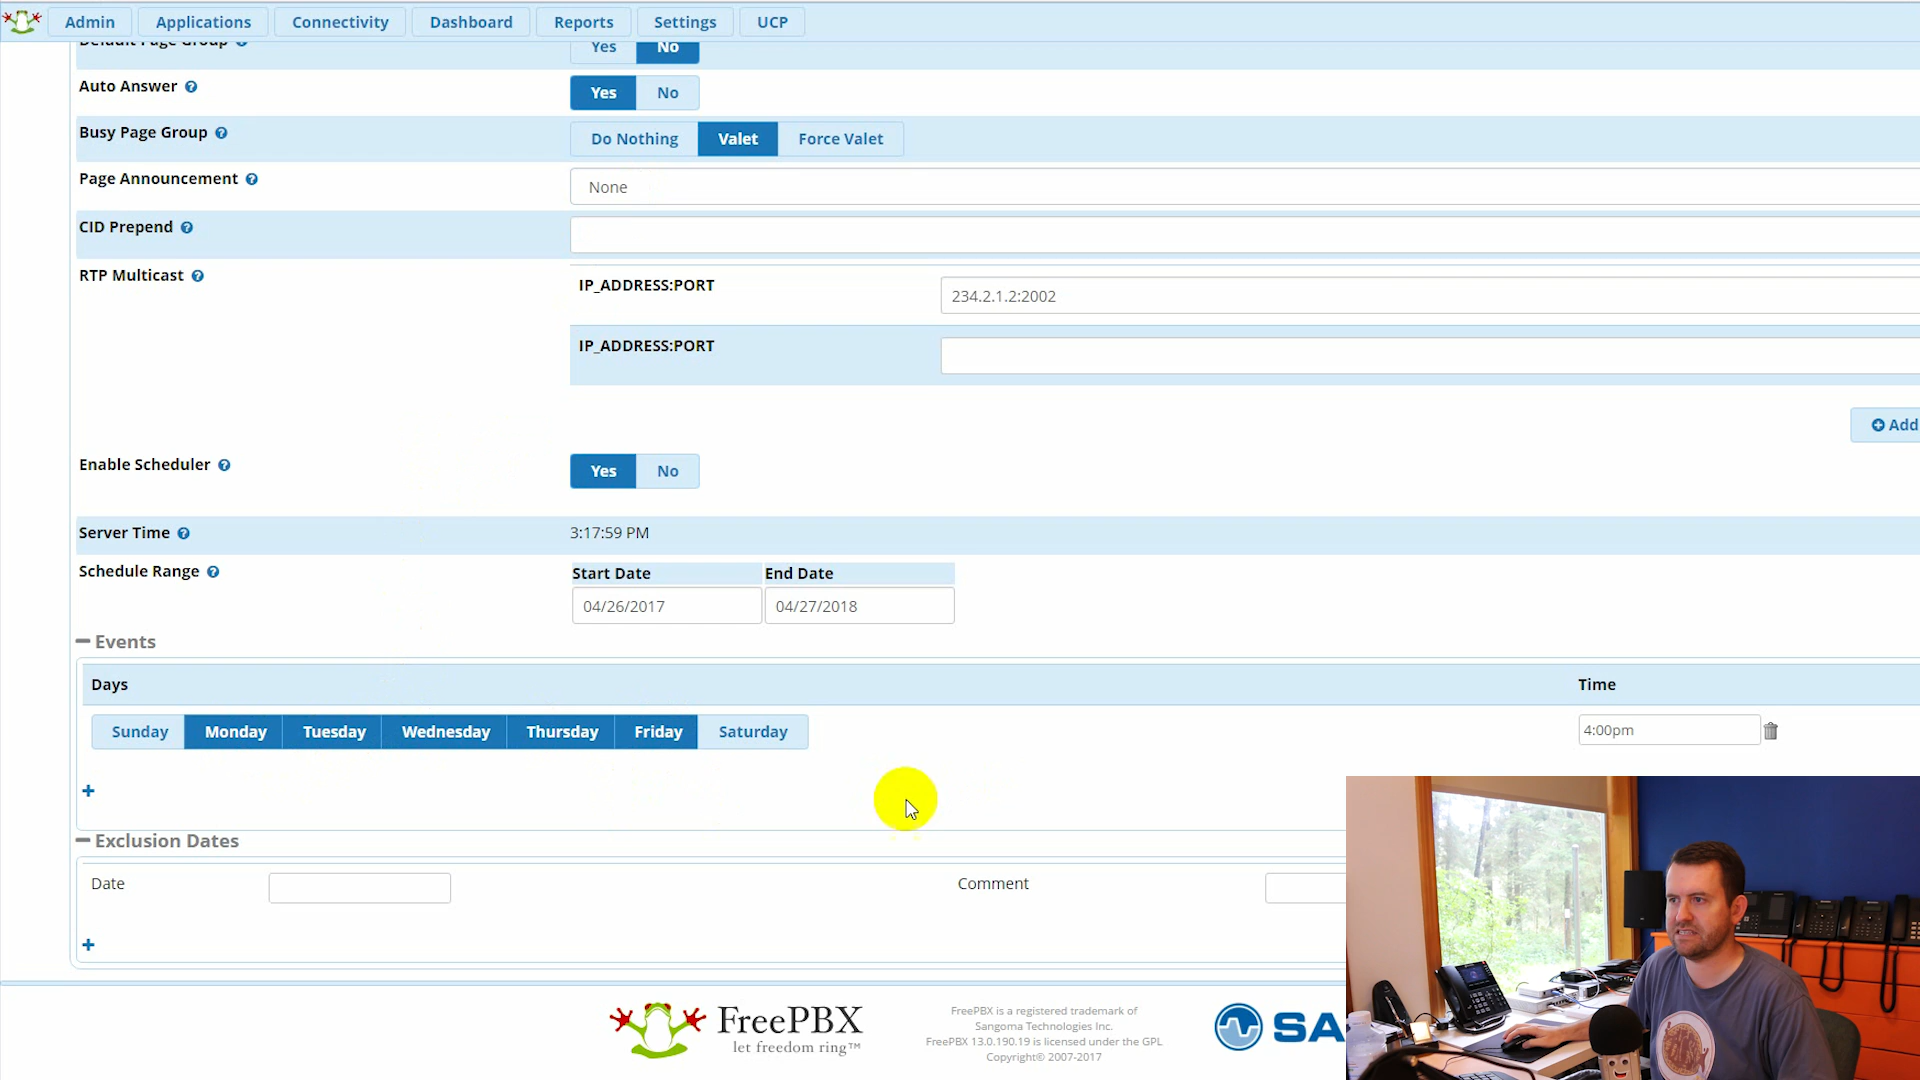 Admin Applications Connectivity Dashboard Reports Settings UCP
Default Page Group Yes No
Auto Answer Yes No
Busy Page Group Do Nothing Valet Force Valet
Page Announcement None
CID Prepend
RTP Multicast IP_ADDRESS:PORT 234.2.1.2:2002
IP_ADDRESS:PORT
Add
Enable Scheduler Yes No
Server Time 3:17:59 PM
Schedule Range Start Date End Date
04/26/2017 04/27/2018
Events
Days Time
Sunday Monday Tuesday Wednesday Thursday Friday Saturday 4:00pm
Exclusion Dates
Date Comment
FreePBX
let freedom ring™
FreePBX is a registered trademark of
Sangoma Technologies Inc.
FreePBX 13.0.190.19 is licensed under the GPL
Copyright© 2007-2017
SA